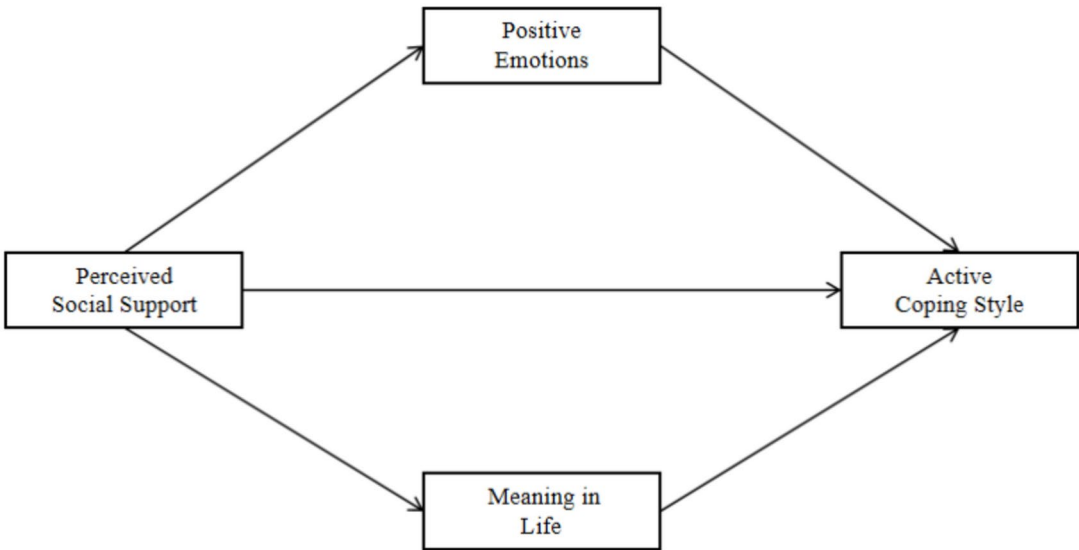 Positive
Emotions
Perceived
Social Support
Active
Coping Style
Meaning in
Life